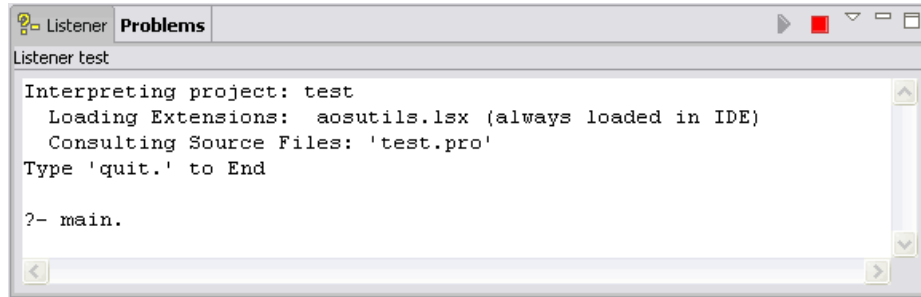 Listener Problems
Listener test
Interpreting project: test
  Loading Extensions:  aosutils.lsx (always loaded in IDE)
  Consulting Source Files: 'test.pro'
Type 'quit.' to End
?- main.